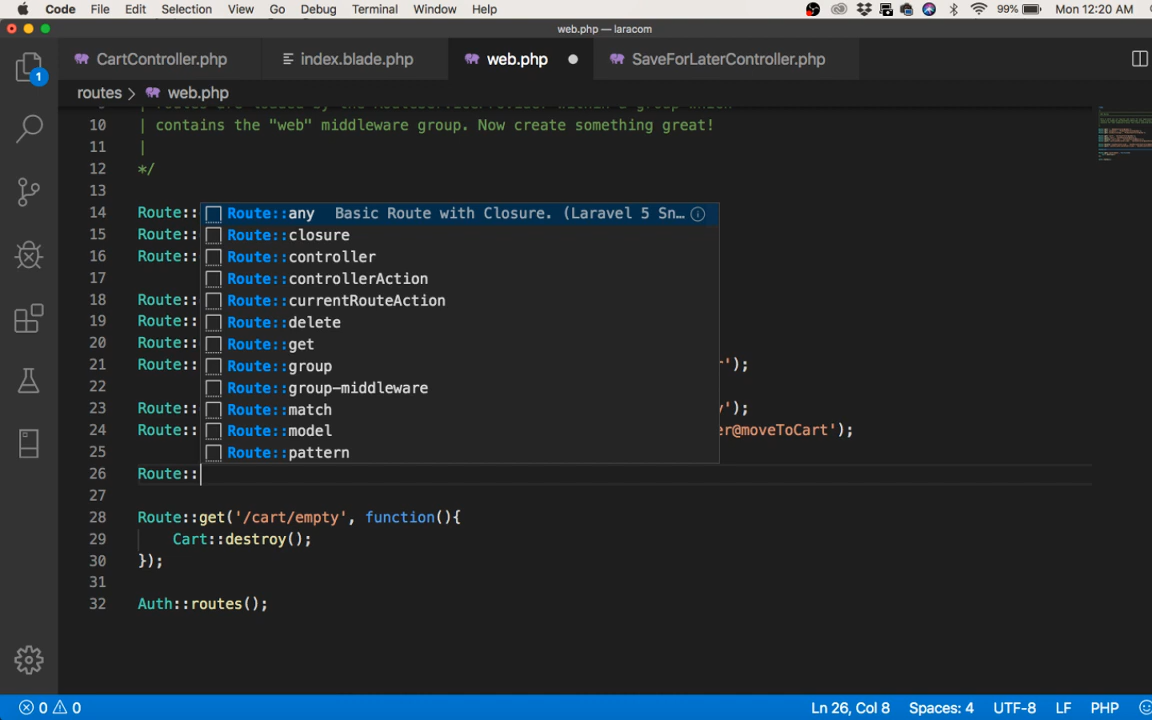 Code File Edit Selection View Go Debug Terminal Window Help 99% Mon 12:20 AM
web.php — laracom
CartController.php index.blade.php web.php SaveForLaterController.php
routes > web.php
10 | contains the "web" middleware group. Now create something great!
11 |
12 */
13
14 Route::
15 Route::
16 Route::
17
18 Route::
19 Route::
20 Route::
21 Route:: r');
22
23 Route:: y');
24 Route:: er@moveToCart');
25
26 Route::
27
28 Route::get('/cart/empty', function(){
29 Cart::destroy();
30 });
31
32 Auth::routes();
Route::any Basic Route with Closure. (Laravel 5 Sn…
Route::closure
Route::controller
Route::controllerAction
Route::currentRouteAction
Route::delete
Route::get
Route::group
Route::group-middleware
Route::match
Route::model
Route::pattern
1
0 0 Ln 26, Col 8 Spaces: 4 UTF-8 LF PHP